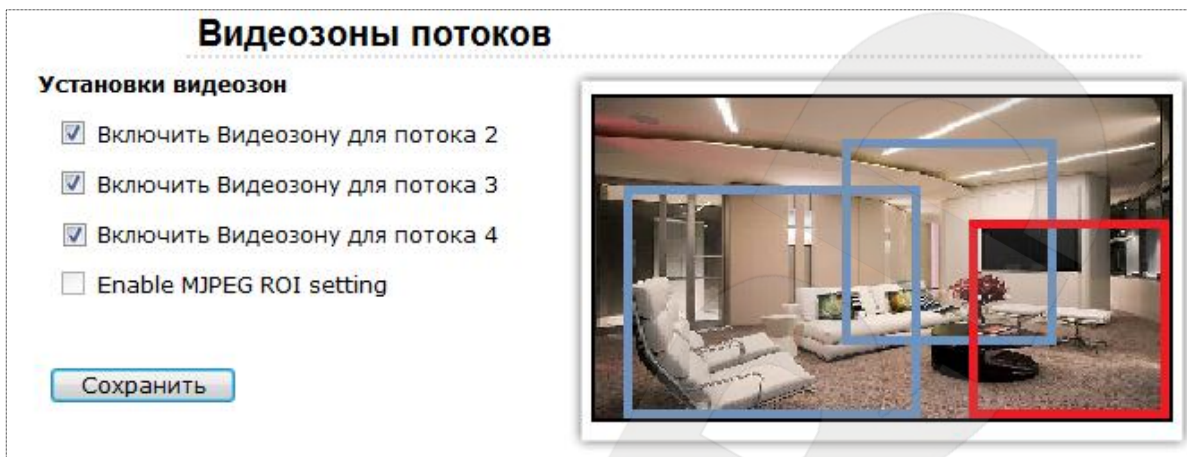 Видеозоны потоков
Установки видеозон
Включить Видеозону для потока 2
Включить Видеозону для потока 3
Включить Видеозону для потока 4
Enable MJPEG ROI setting
Сохранить